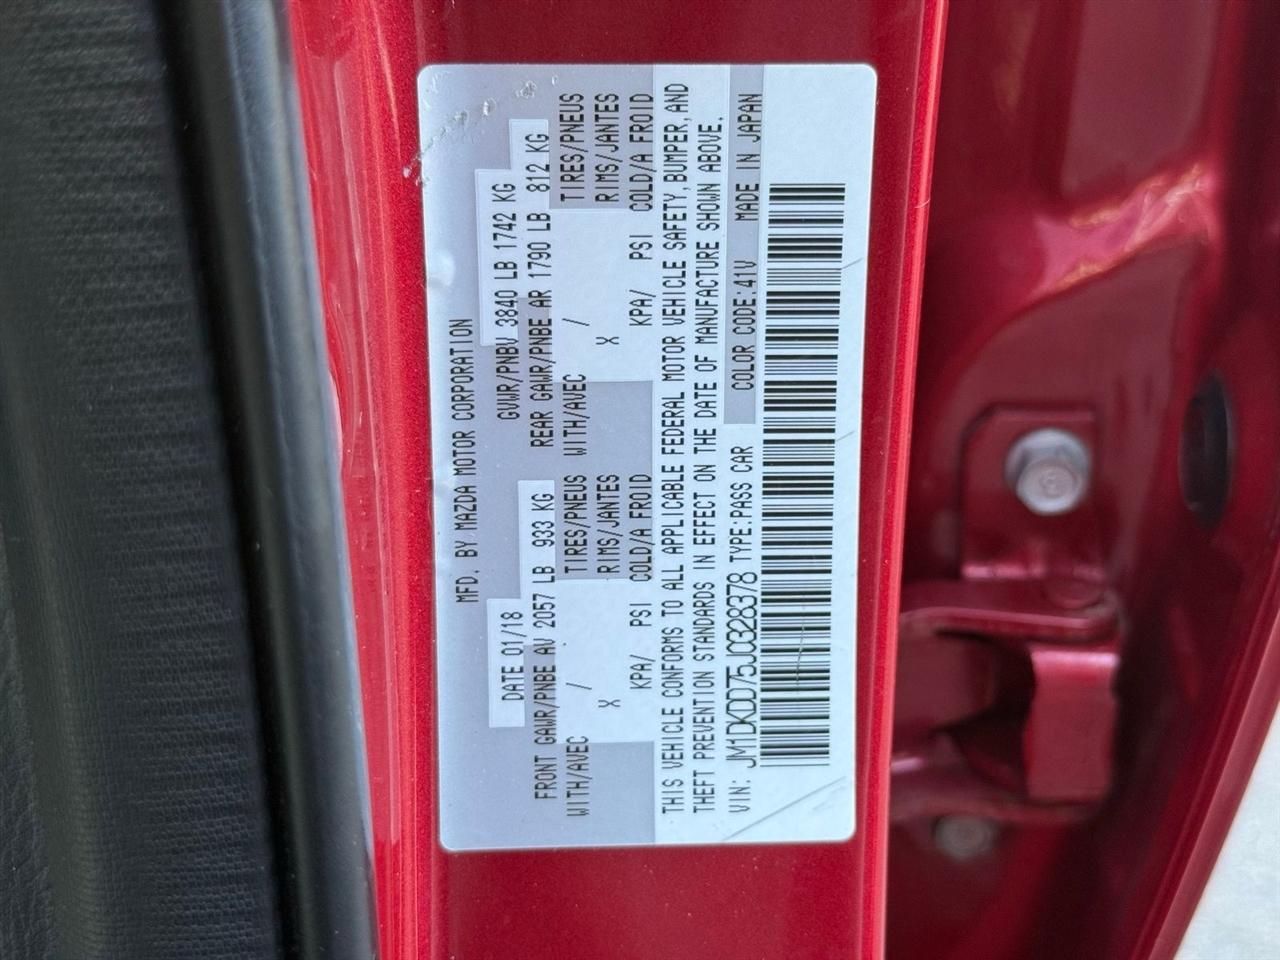 MFD. BY MAZDA MOTOR CORPORATION
DATE 01/18 GVWR/PNBV 3840 LB 1742 KG
FRONT GAWR/PNBE AV 2057 LB 933 KG REAR GAWR/PNBE AR 1790 LB 812 KG
WITH/AVEC TIRES/PNEUS WITH/AVEC TIRES/PNEUS
X / RIMS/JANTES X / RIMS/JANTES
KPA/ PSI COLD/A FROID KPA/ PSI COLD/A FROID
THIS VEHICLE CONFORMS TO ALL APPLICABLE FEDERAL MOTOR VEHICLE SAFETY, BUMPER, AND
THEFT PREVENTION STANDARDS IN EFFECT ON THE DATE OF MANUFACTURE SHOWN ABOVE.
VIN: JM1DKDD75J0328378 TYPE:PASS CAR COLOR CODE:41V MADE IN JAPAN